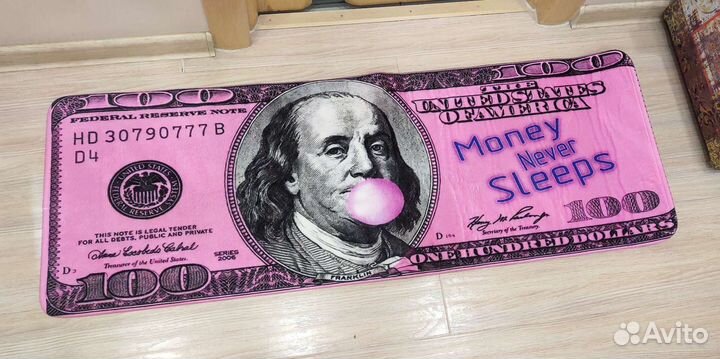 100
100
FEDERAL RESERVE NOTE
THE
UNITED STATES
OF AMERICA
HD 30790777 B
D4
Money
Never
Sleeps
THIS NOTE IS LEGAL TENDER
FOR ALL DEBTS, PUBLIC AND PRIVATE
Treasurer of the United States.
SERIES
2006
D
Secretary of the Treasury
100
100
FRANKLIN
ONE HUNDRED DOLLARS
Avito